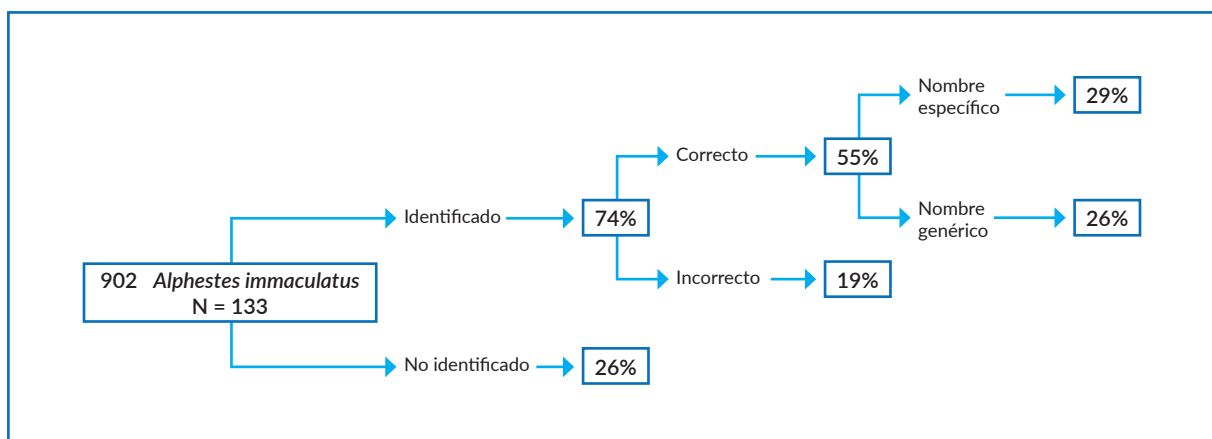 Nombre
específico
29%
Correcto
55%
Identificado
74%
Nombre
genérico
26%
902 Alphestes immaculatus
N = 133
Incorrecto
19%
No identificado
26%